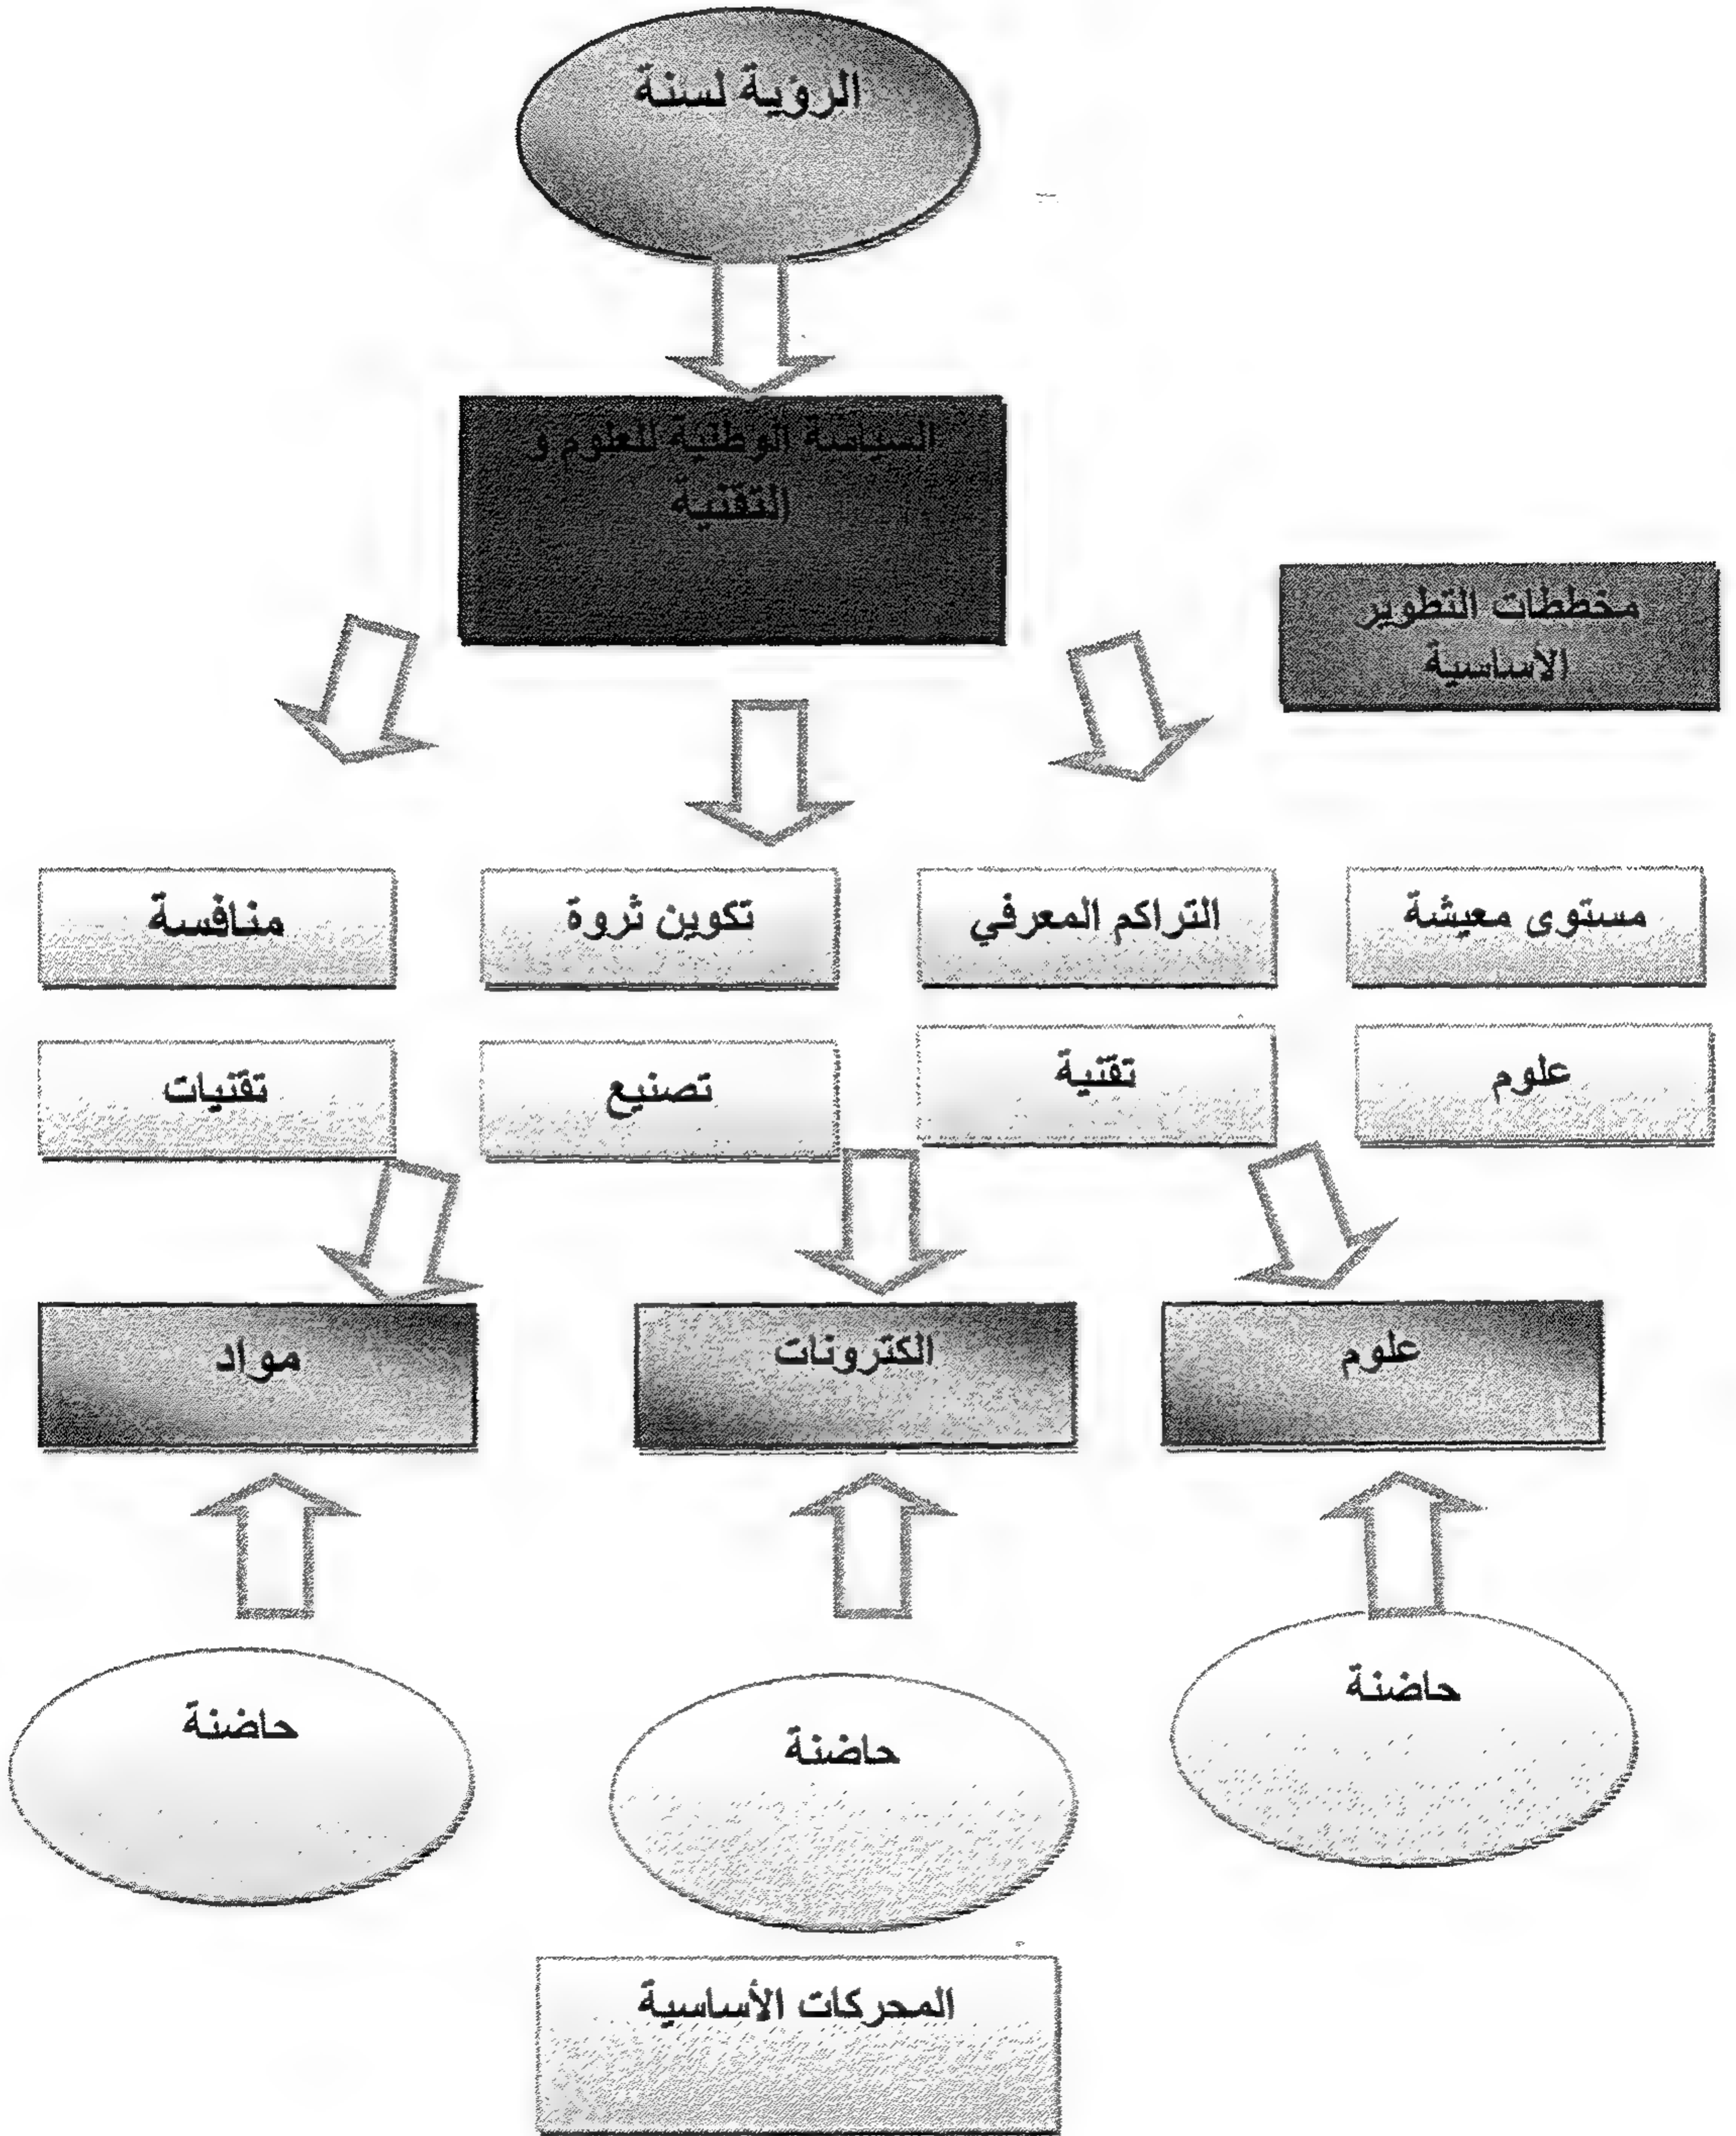 الرؤية لسنة
السياسة الوطنية للعلوم و
التقنية
مخططات التطوير
الأساسية
مستوى معيشة
التراكم المعرفي
تكوين ثروة
منافسة
علوم
تقنية
تصنيع
تقنيات
علوم
الكترونات
مواد
حاضنة
حاضنة
حاضنة
المحركات الأساسية